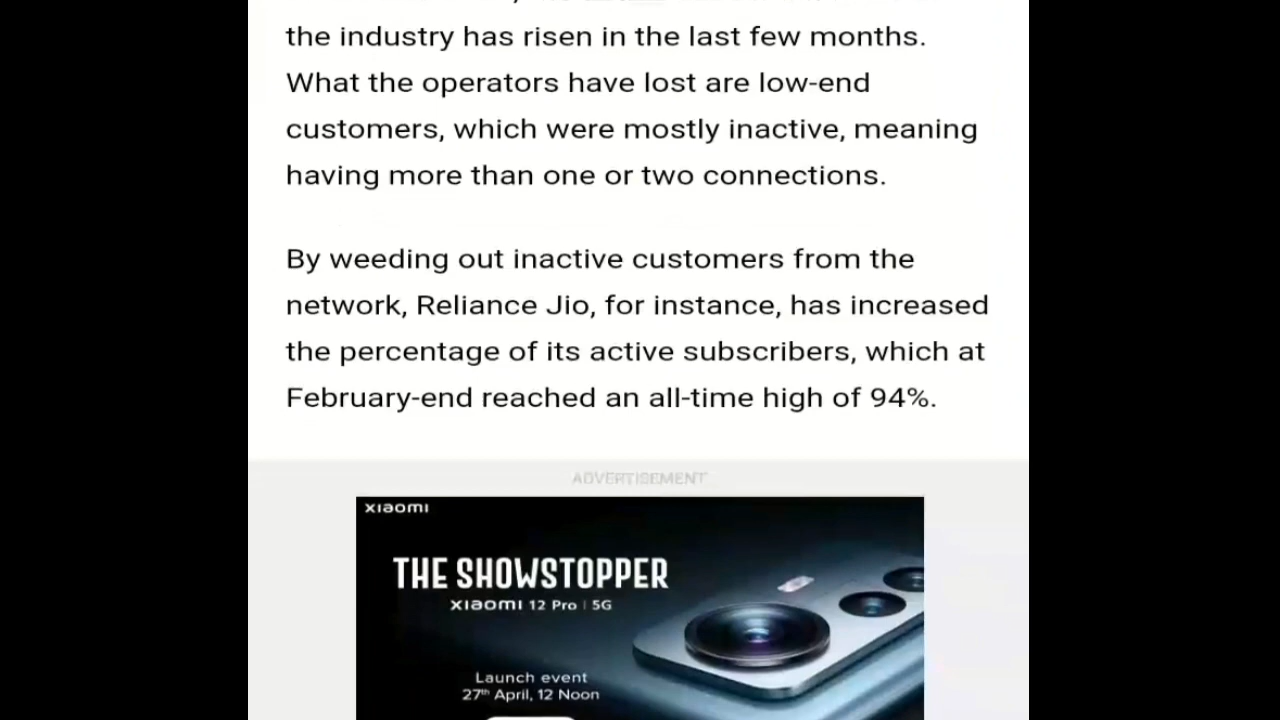 the industry has risen in the last few months.
What the operators have lost are low-end
customers, which were mostly inactive, meaning
having more than one or two connections.
By weeding out inactive customers from the
network, Reliance Jio, for instance, has increased
the percentage of its active subscribers, which at
February-end reached an all-time high of 94%.
ADVERTISEMENT
xiaomi
THE SHOWSTOPPER
xiaomi 12 Pro | 5G
Launch event
27th April, 12 Noon